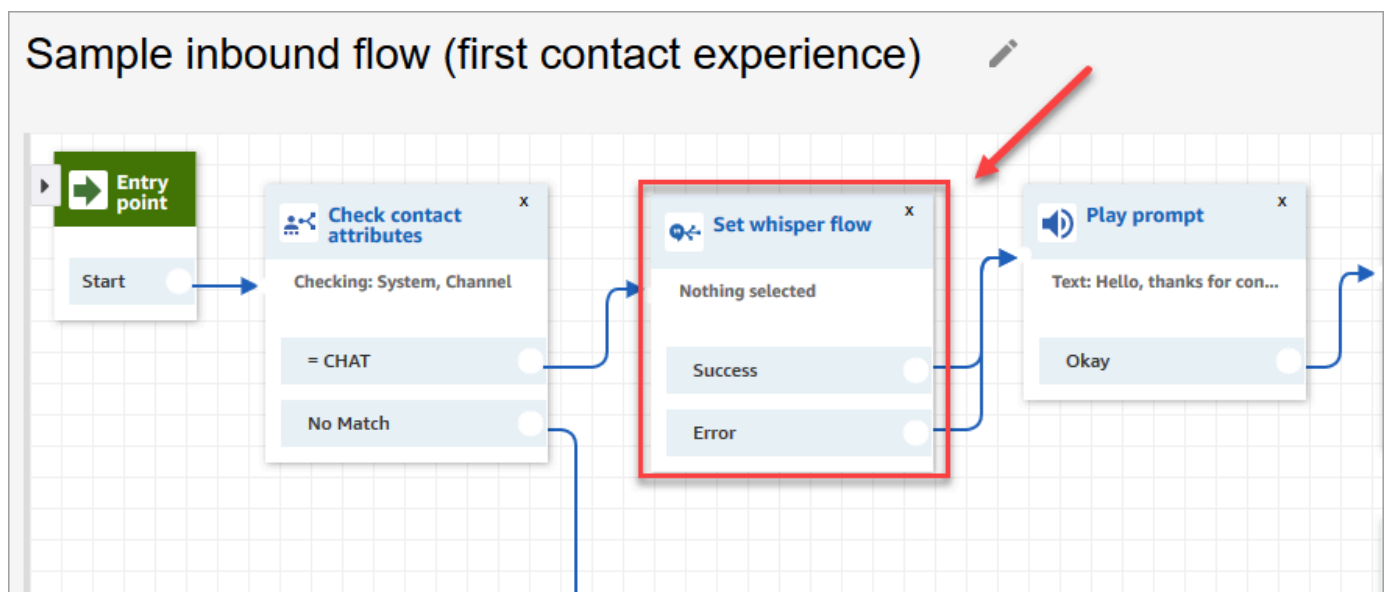 Sample inbound flow (first contact experience)
Entry
point
Start
Check contact
attributes
x
Checking: System, Channel
= CHAT
No Match
Set whisper flow
x
Nothing selected
Success
Error
Play prompt
x
Text: Hello, thanks for con...
Okay